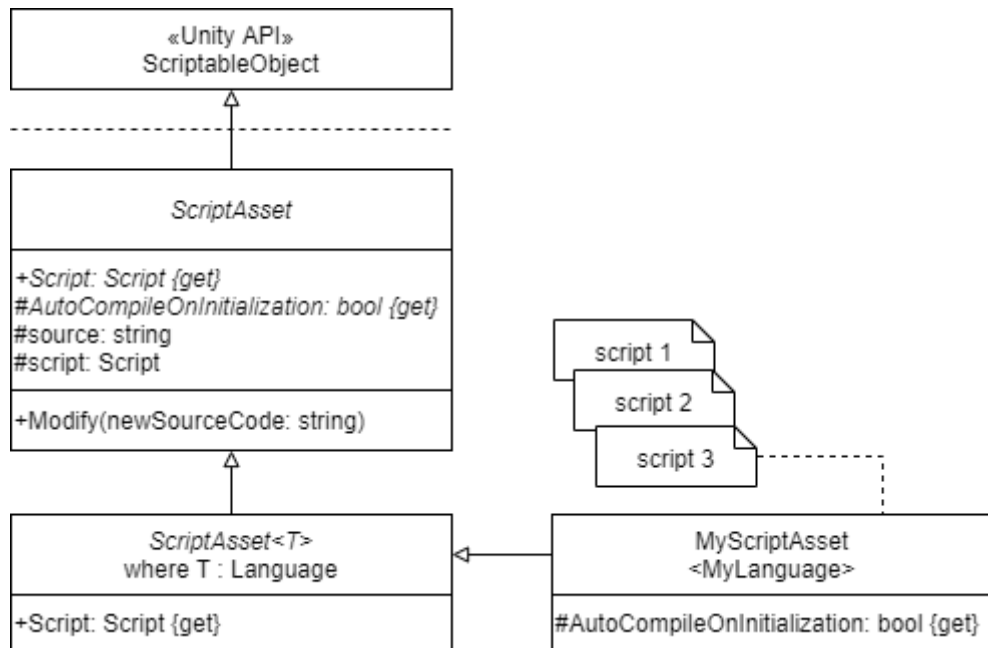 «Unity API»
ScriptableObject
ScriptAsset
+Script: Script {get}
#AutoCompileOnInitialization: bool {get}
#source: string
#script: Script
+Modify(newSourceCode: string)
script 1
script 2
script 3
ScriptAsset<T>
where T : Language
+Script: Script {get}
MyScriptAsset
<MyLanguage>
#AutoCompileOnInitialization: bool {get}